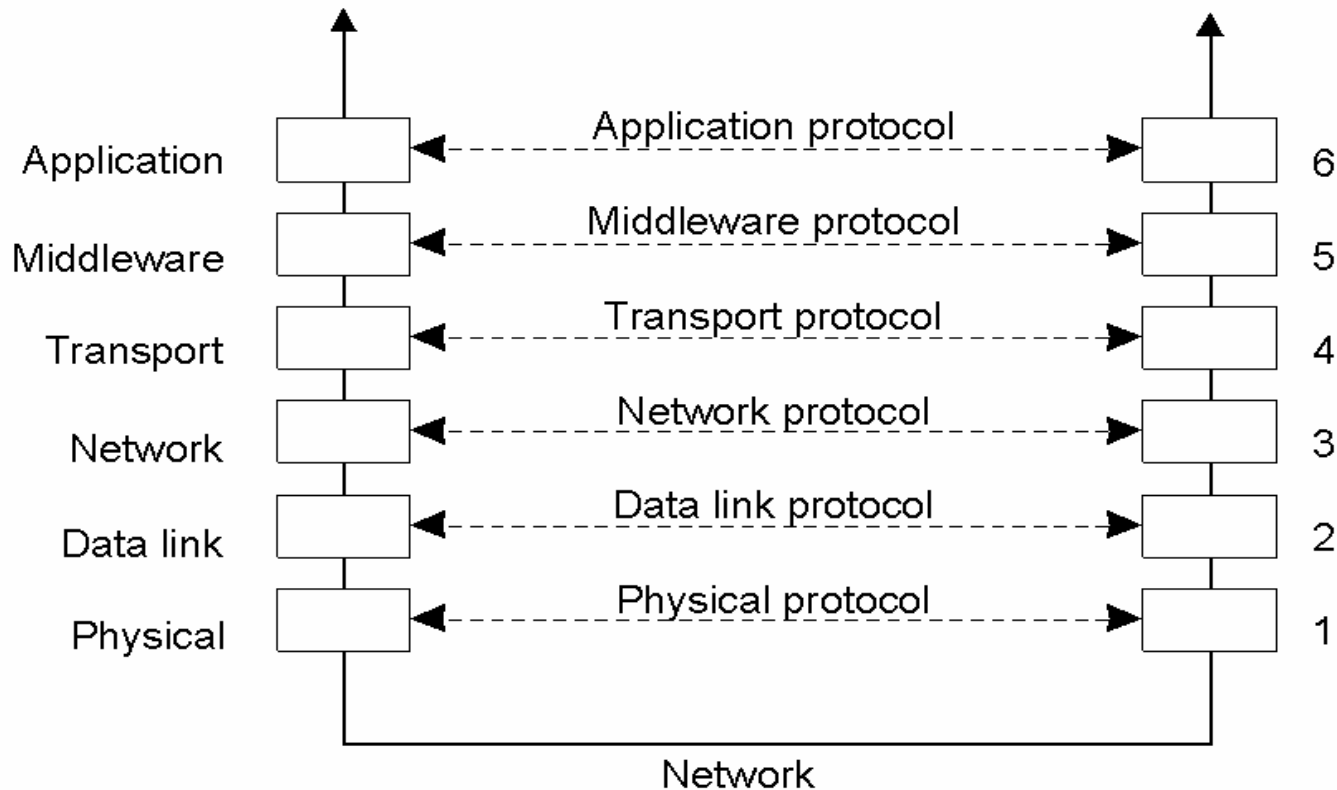 Application
Application protocol
6
Middleware
Middleware protocol
5
Transport
Transport protocol
4
Network
Network protocol
3
Data link
Data link protocol
2
Physical
Physical protocol
1
Network